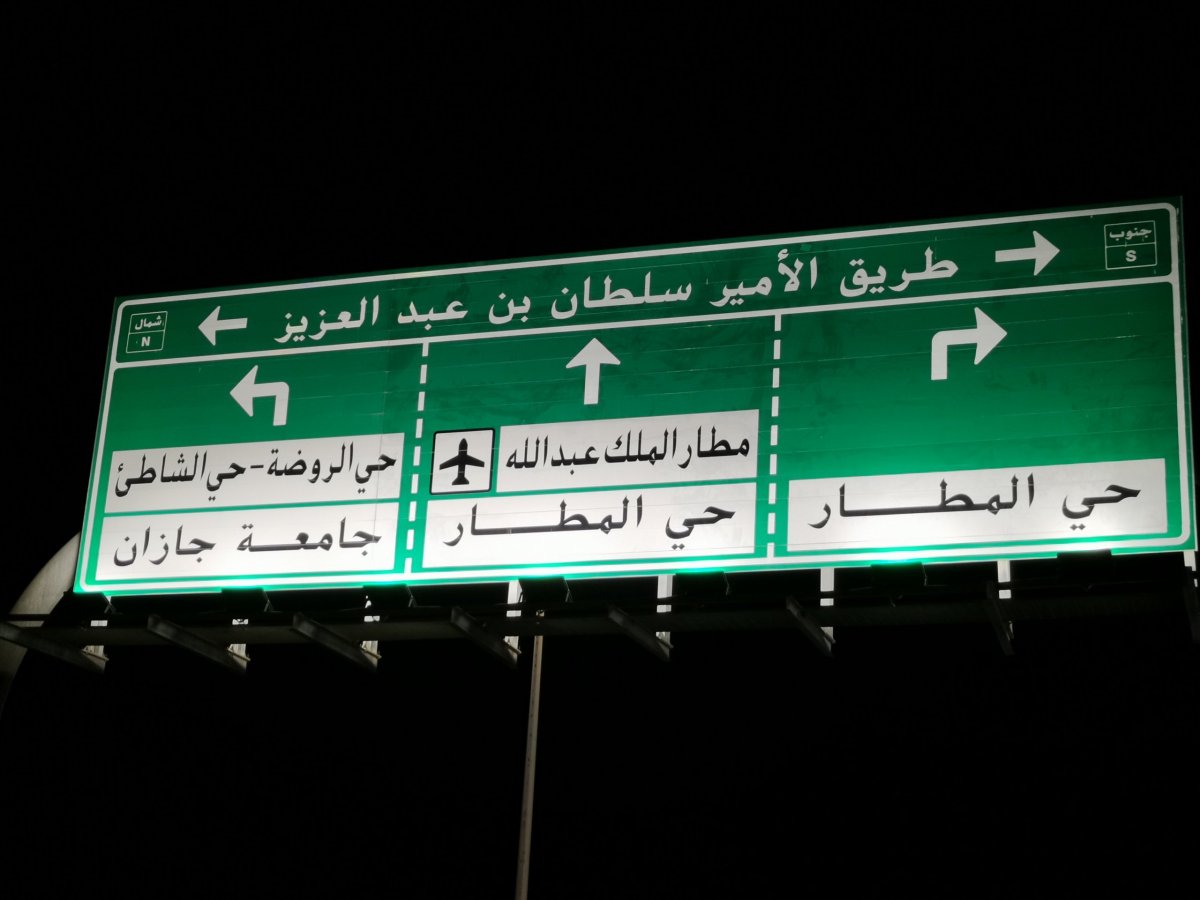 جنوب
S
طريق الأمير سلطان بن عبد العزيز
شمال
N
حي المطار
مطار الملك عبدالله
حي المطار
حي الروضة - حي الشاطئ
جامعة جازان